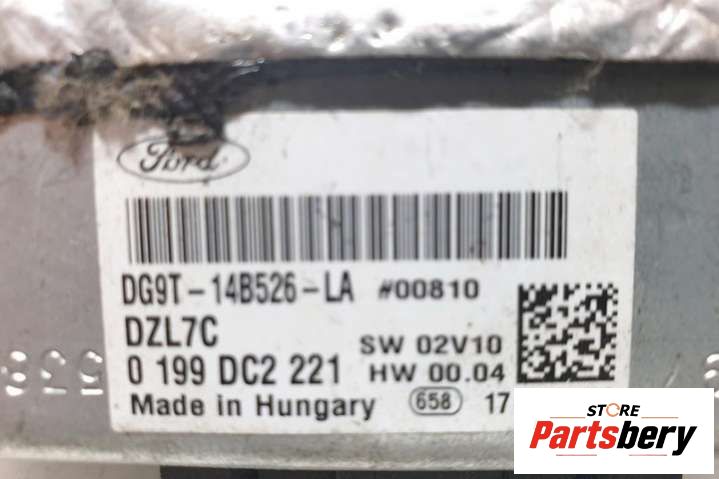 Ford
DG9T-14B526-LA #00810
DZL7C
SW 02V10
0 199 DC2 221 HW 00.04
Made in Hungary 658 17
STORE
Partsbery